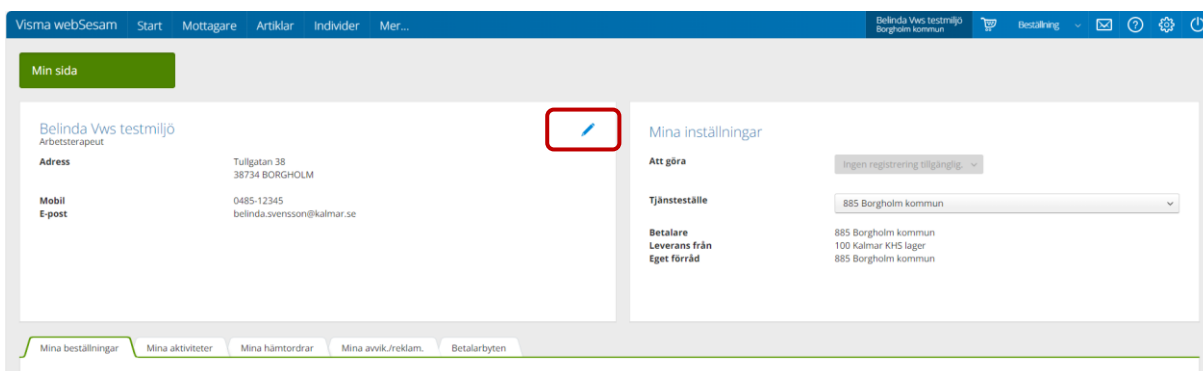 Visma webSesam Start Mottagare Artiklar Individer Mer...
Belinda Vws testmiljö
Borgholm kommun
Beställning
Min sida
Belinda Vws testmiljö
Arbetsterapeut
Adress Tullgatan 38
38734 BORGHOLM
Mobil 0485-12345
E-post belinda.svensson@kalmar.se
Mina inställningar
Att göra Ingen registrering tillgänglig.
Tjänsteställe 885 Borgholm kommun
Betalare 885 Borgholm kommun
Leverans från 100 Kalmar KHS lager
Eget förråd 885 Borgholm kommun
Mina beställningar Mina aktiviteter Mina hämtordrar Mina avvik./reklam. Betalarbyten